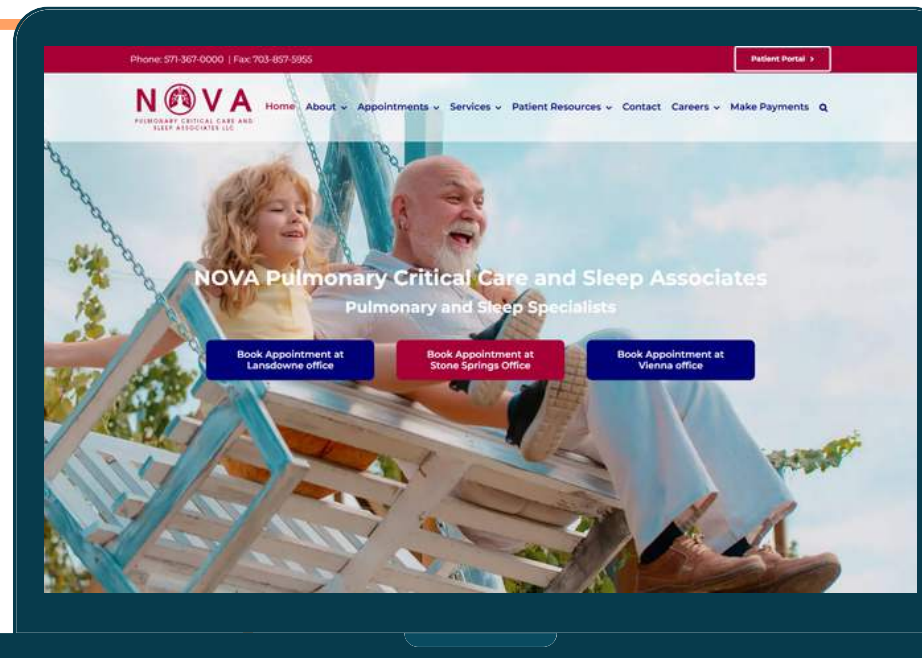 Phone: 571-367-0000 | Fax: 703-857-5955
Patient Portal >
NOVA
PULMONARY CRITICAL CARE AND
SLEEP ASSOCIATES LLC
Home About Appointments Services Patient Resources Contact Careers Make Payments
NOVA Pulmonary Critical Care and Sleep Associates
Pulmonary and Sleep Specialists
Book Appointment at
Lansdowne office
Book Appointment at
Stone Springs Office
Book Appointment at
Vienna office